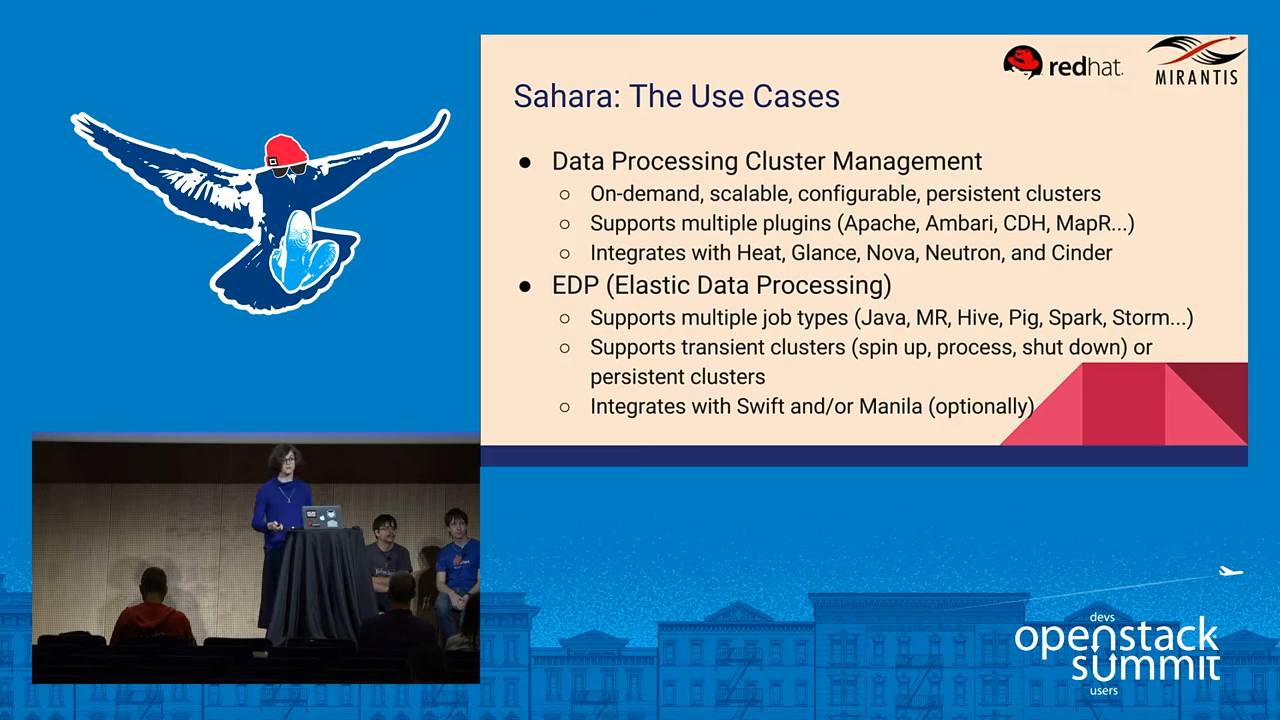 redhat.
MIRANTIS
Sahara: The Use Cases
● Data Processing Cluster Management
○ On-demand, scalable, configurable, persistent clusters
○ Supports multiple plugins (Apache, Ambari, CDH, MapR...)
○ Integrates with Heat, Glance, Nova, Neutron, and Cinder
● EDP (Elastic Data Processing)
○ Supports multiple job types (Java, MR, Hive, Pig, Spark, Storm...)
○ Supports transient clusters (spin up, process, shut down) or
persistent clusters
○ Integrates with Swift and/or Manila (optionally)
devs
openstack
summit
users